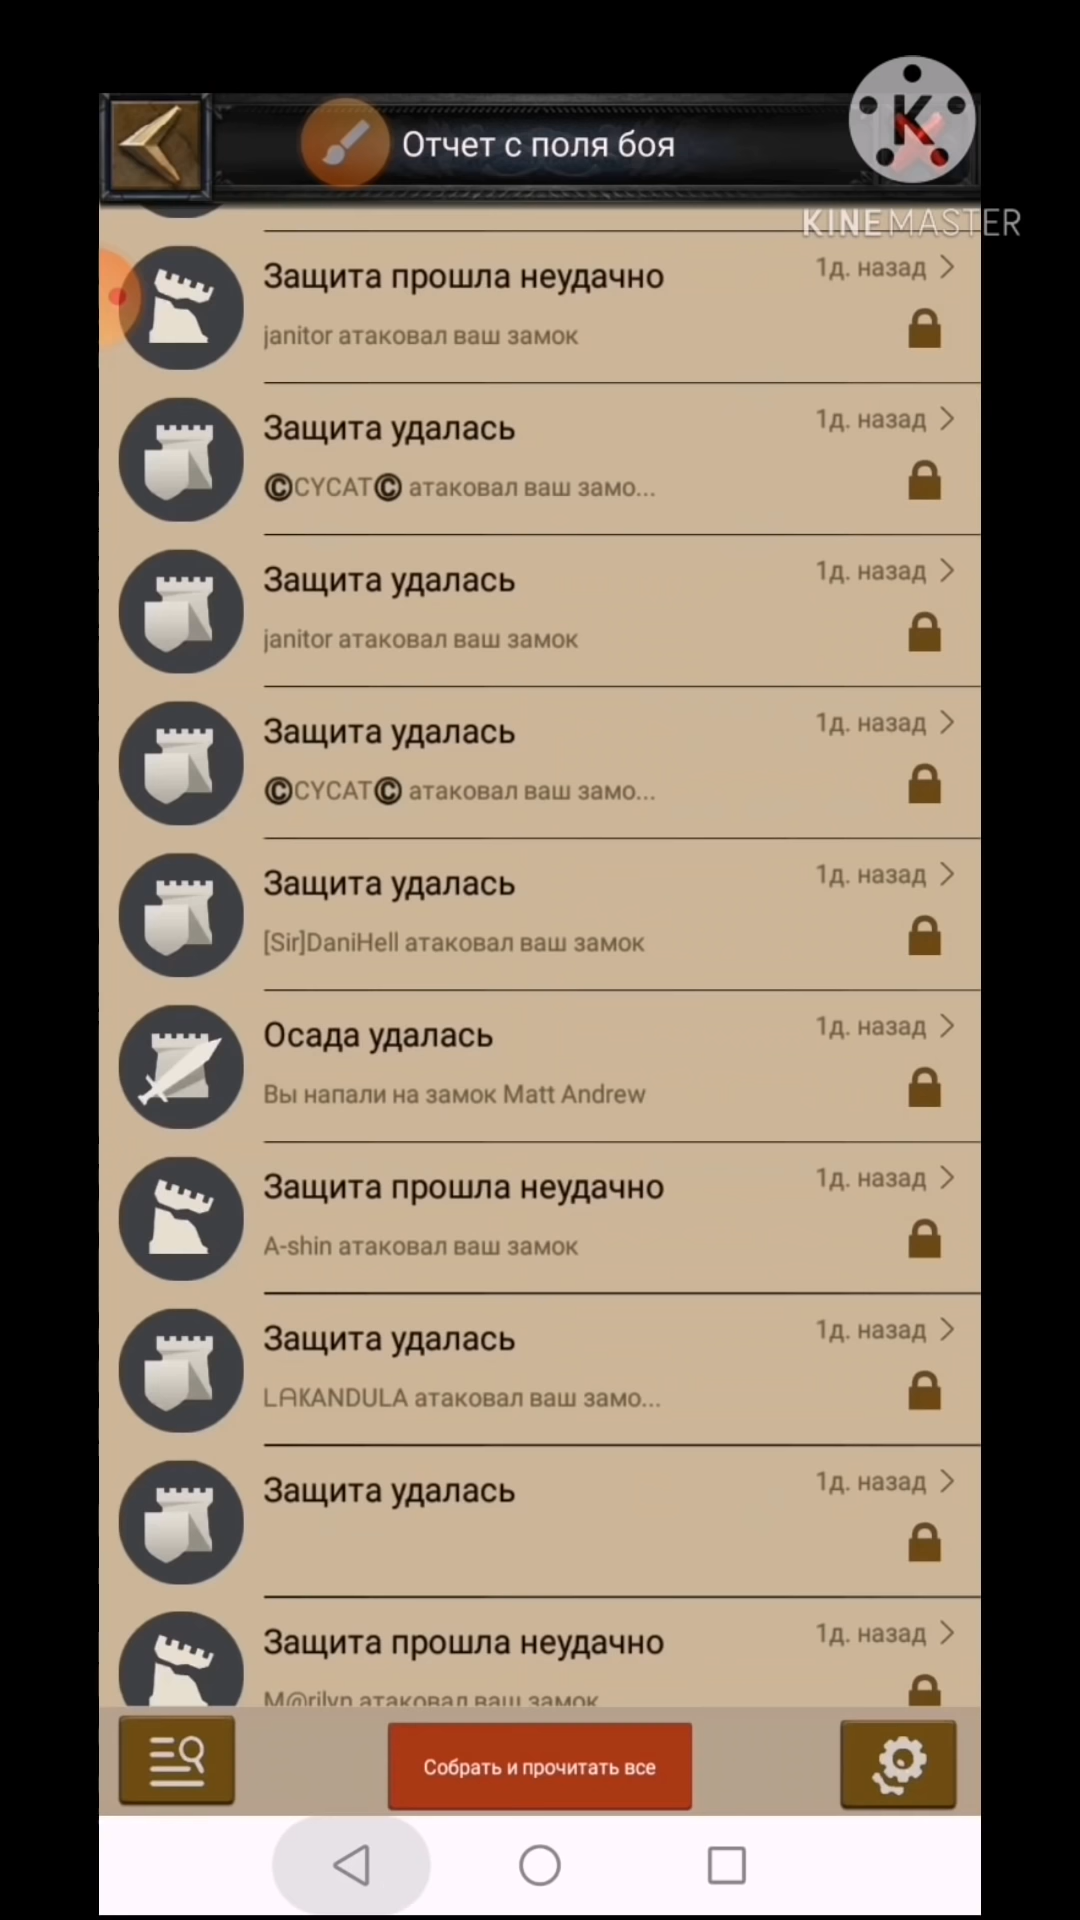 Отчет с поля боя
KINEMASTER
Защита прошла неудачно
1д. назад
janitor атаковал ваш замок
Защита удалась
1д. назад
©CYCAT© атаковал ваш замо...
Защита удалась
1д. назад
janitor атаковал ваш замок
Защита удалась
1д. назад
©CYCAT© атаковал ваш замо...
Защита удалась
1д. назад
[Sir]DaniHell атаковал ваш замок
Осада удалась
1д. назад
Вы напали на замок Matt Andrew
Защита прошла неудачно
1д. назад
A-shin атаковал ваш замок
Защита удалась
1д. назад
LAKANDULA атаковал ваш замо...
Защита удалась
1д. назад
Защита прошла неудачно
1д. назад
M@rilyn атаковал ваш замок
Собрать и прочитать все